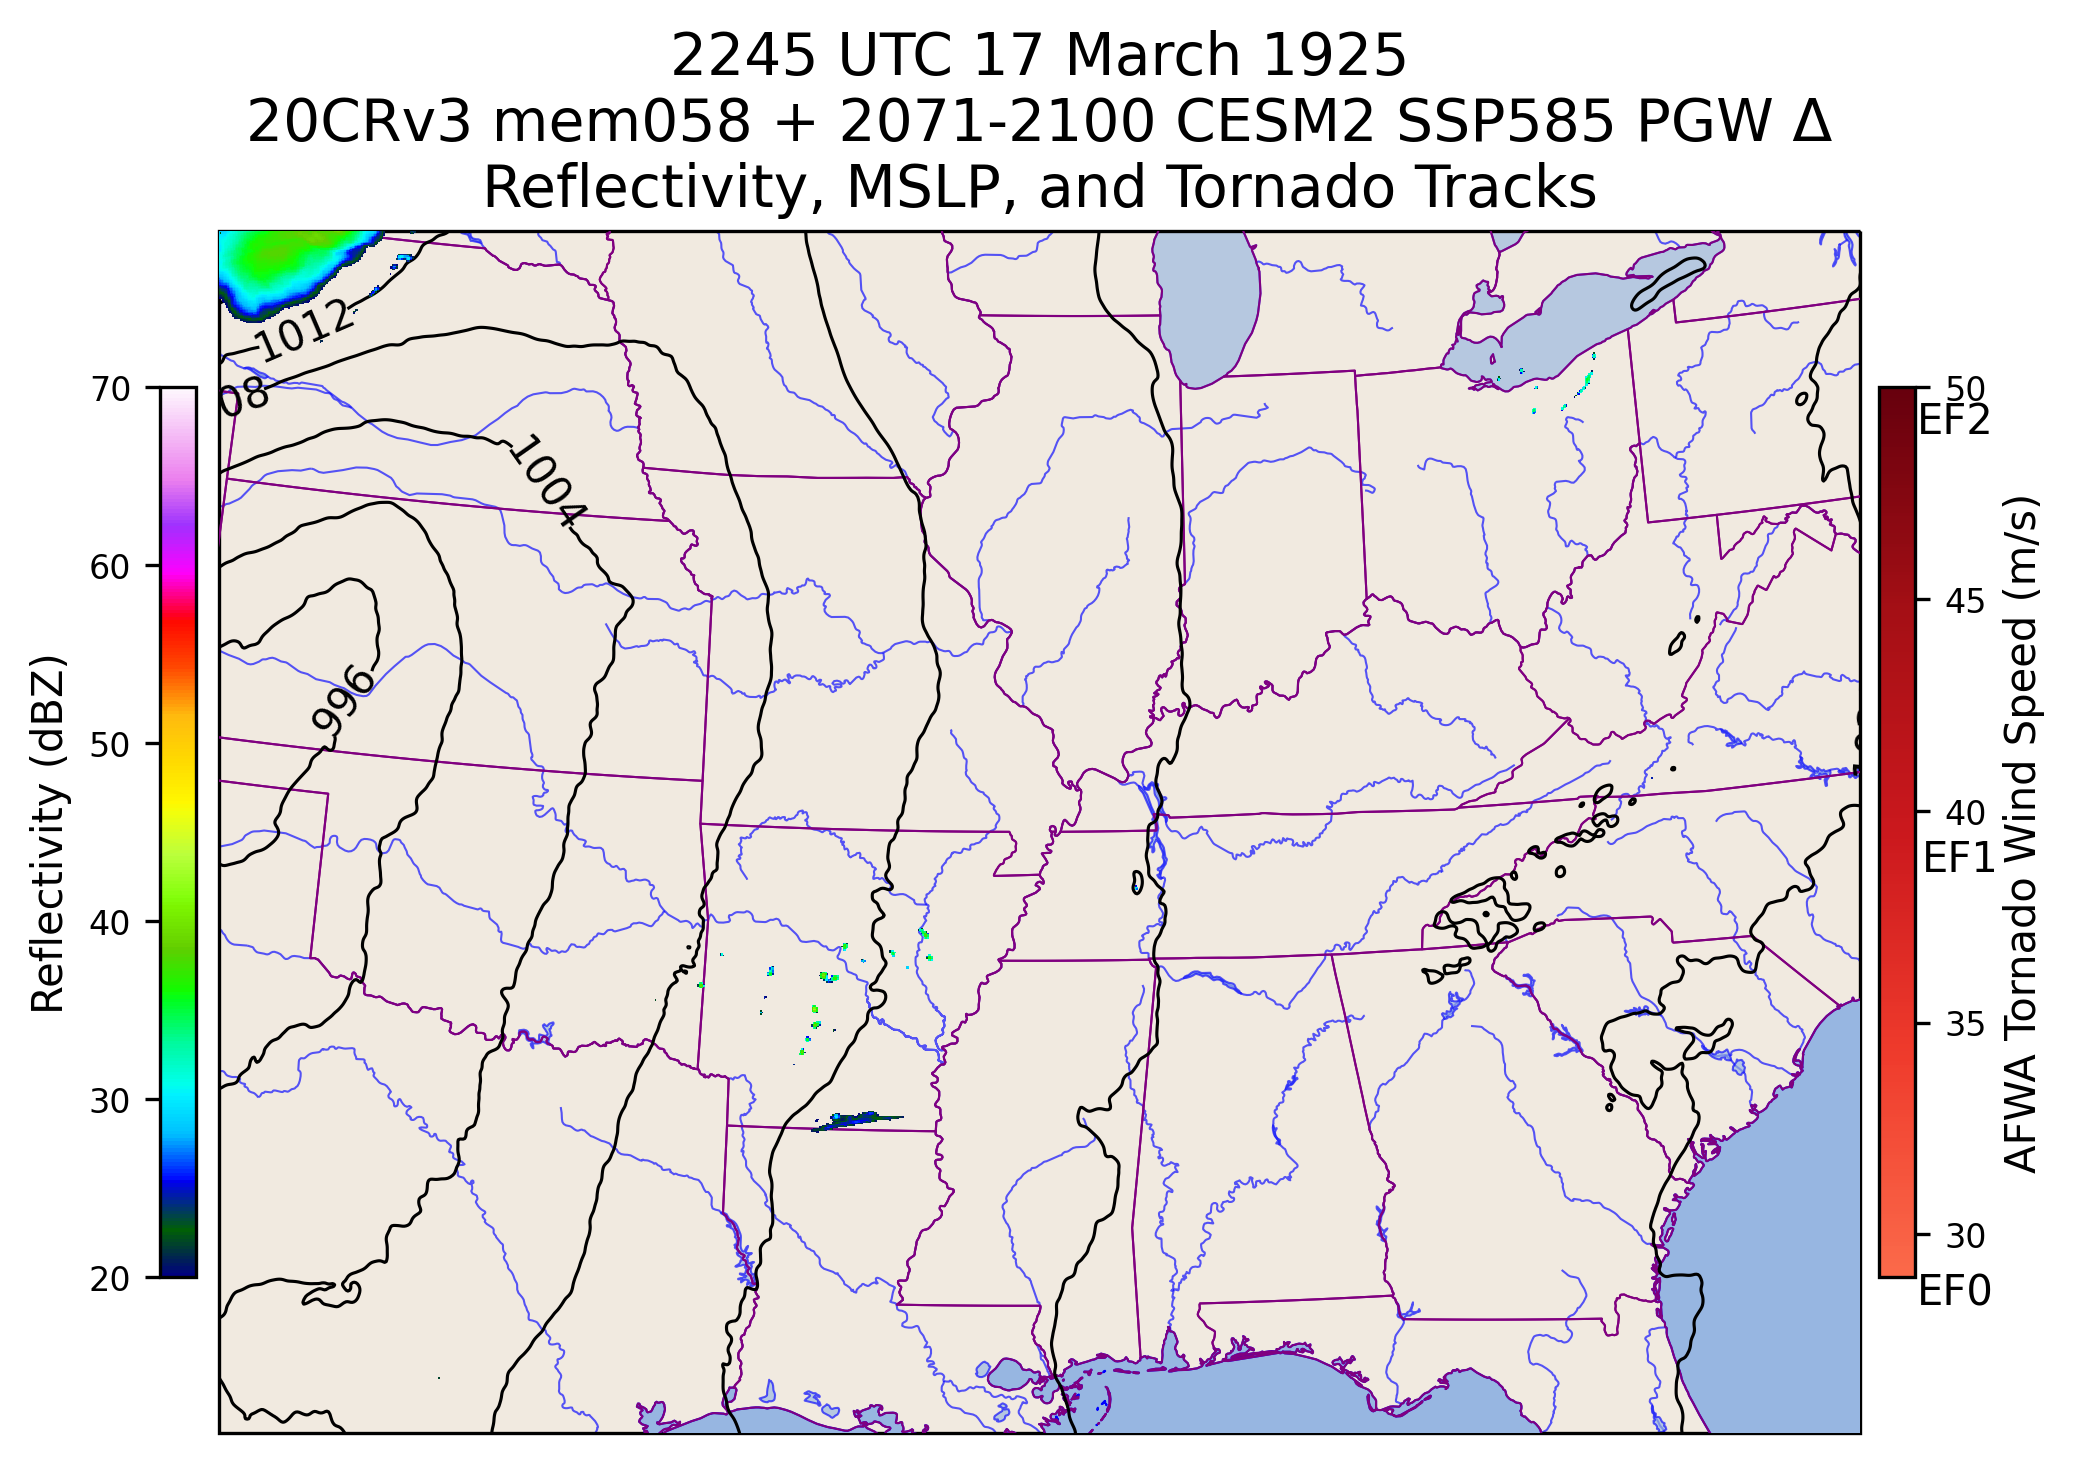 2245 UTC 17 March 1925
20CRv3 mem058 + 2071-2100 CESM2 SSP585 PGW Δ
Reflectivity, MSLP, and Tornado Tracks
Reflectivity (dBZ)
70
60
50
40
30
20
1012
08
1004
996
50
EF2
45
40
EF1
35
30
EF0
AFWA Tornado Wind Speed (m/s)